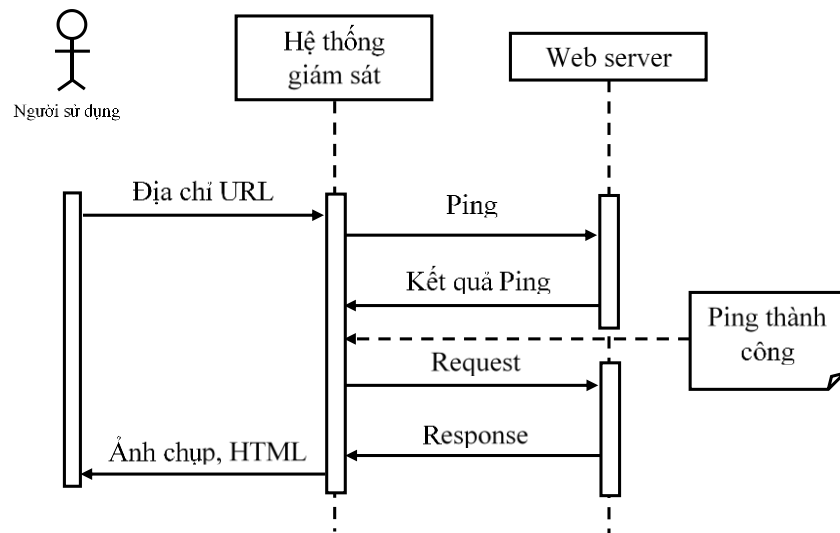 Hệ thống
giám sát
Web server
Người sử dụng
Địa chỉ URL
Ping
Kết quả Ping
Ping thành
công
Request
Response
Ảnh chụp, HTML